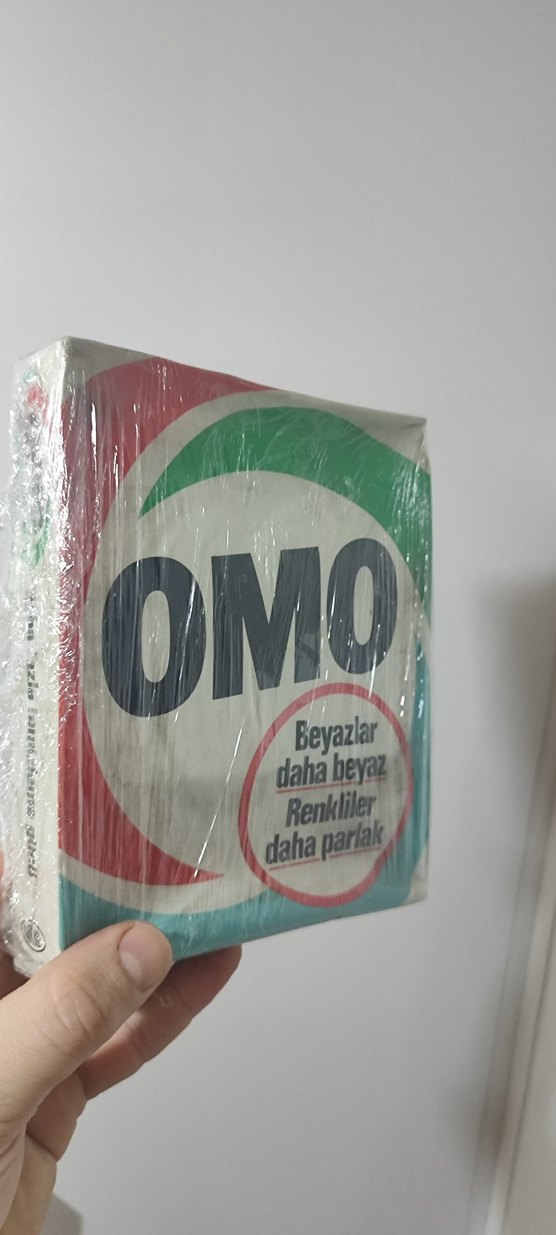 OMO
Beyazlar
daha beyaz
Renkliler
daha parlak